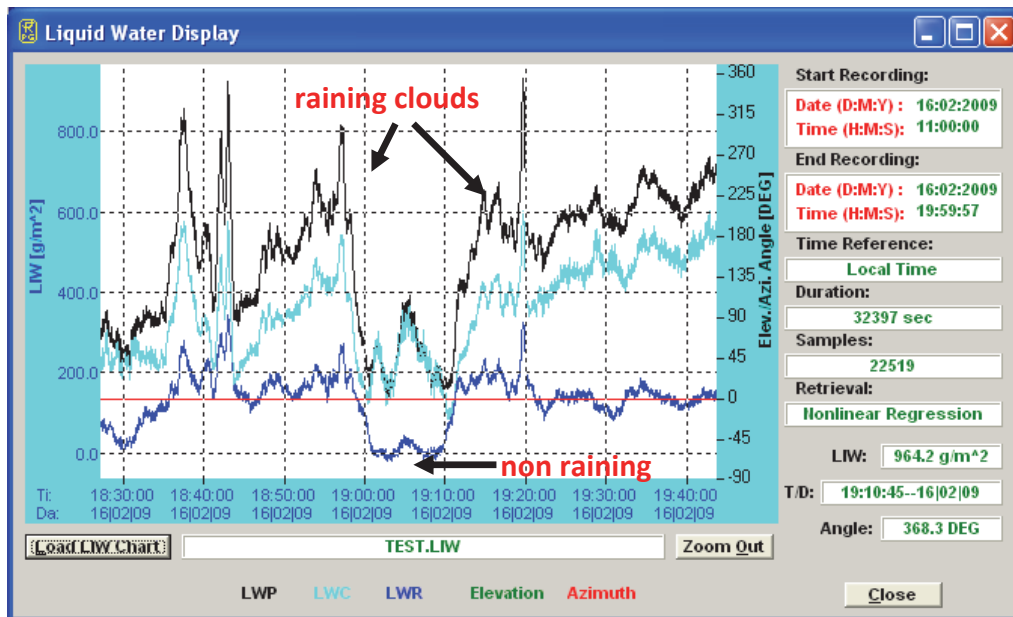 Liquid Water Display
raining clouds
non raining
LIW [g/m^2]
800.0
600.0
400.0
200.0
0.0
360
315
270
225
180
135
90
45
0
-45
-90
Elev./Azi. Angle [DEG]
Ti: 18:30:00 18:40:00 18:50:00 19:00:00 19:10:00 19:20:00 19:30:00 19:40:00
Da: 16|02|09 16|02|09 16|02|09 16|02|09 16|02|09 16|02|09 16|02|09 16|02|09
Load LIW Chart TEST.LIW Zoom Out
LWP LWC LWR Elevation Azimuth
Start Recording:
Date (D:M:Y) : 16:02:2009
Time (H:M:S): 11:00:00
End Recording:
Date (D:M:Y) : 16:02:2009
Time (H:M:S): 19:59:57
Time Reference:
Local Time
Duration:
32397 sec
Samples:
22519
Retrieval:
Nonlinear Regression
LIW: 964.2 g/m^2
T/D: 19:10:45--16|02|09
Angle: 368.3 DEG
Close